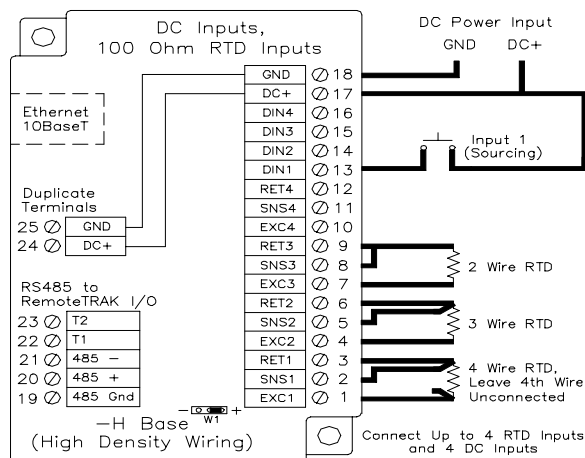 DC Inputs,
100 Ohm RTD Inputs
DC Power Input
GND DC+
GND 18
DC+ 17
DIN4 16
DIN3 15
DIN2 14
DIN1 13
RET4 12
SNS4 11
EXC4 10
RET3 9
SNS3 8
EXC3 7
RET2 6
SNS2 5
EXC2 4
RET1 3
SNS1 2
EXC1 1
Ethernet
10BaseT
Input 1
(Sourcing)
Duplicate
Terminals
25 GND
24 DC+
RS485 to
RemoteTRAK I/O
23 T2
22 T1
21 485 -
20 485 +
19 485 Gnd
2 Wire RTD
3 Wire RTD
4 Wire RTD,
Leave 4th Wire
Unconnected
- +
W1
-H Base
(High Density Wiring)
Connect Up to 4 RTD Inputs
and 4 DC Inputs